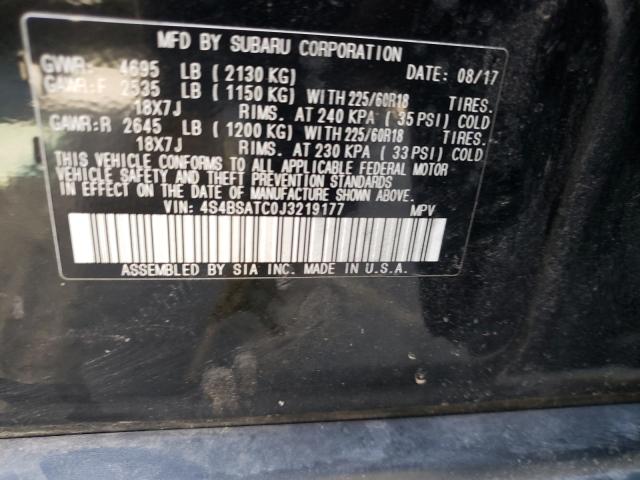 MFD BY SUBARU CORPORATION
GVWR: 4695 LB ( 2130 KG) DATE: 08/17
GAWR:F 2535 LB ( 1150 KG) WITH 225/60R18 TIRES.
18X7J RIMS. AT 240 KPA ( 35 PSI) COLD
GAWR:R 2645 LB ( 1200 KG) WITH 225/60R18 TIRES.
18X7J RIMS. AT 230 KPA ( 33 PSI) COLD
THIS VEHICLE CONFORMS TO ALL APPLICABLE FEDERAL MOTOR
VEHICLE SAFETY AND THEFT PREVENTION STANDARDS
IN EFFECT ON THE DATE OF MANUFACTURE SHOWN ABOVE.
VIN: 4S4BSATC0J3219177 MPV
ASSEMBLED BY SIA INC. MADE IN U.S.A.